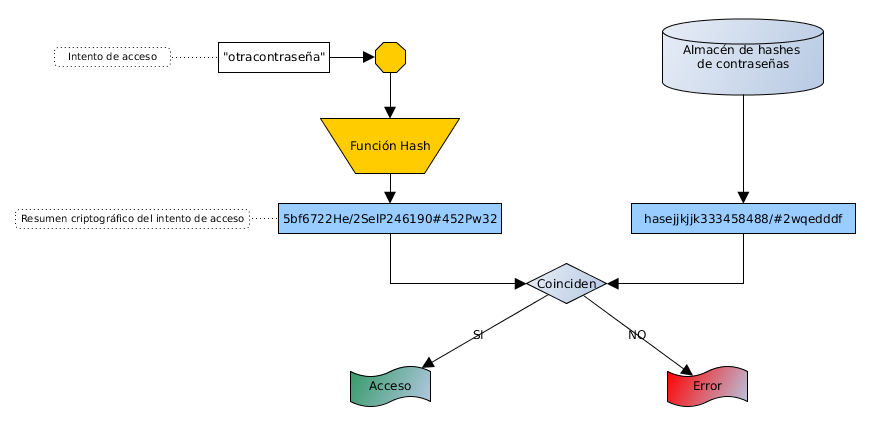 Intento de acceso
"otracontraseña"
Almacén de hashes
de contraseñas
Función Hash
Resumen criptográfico del intento de acceso
5bf6722He/2SeIP246190#452Pw32
hasejjkjjk333458488/#2wqedddf
Coinciden
SI
NO
Acceso
Error